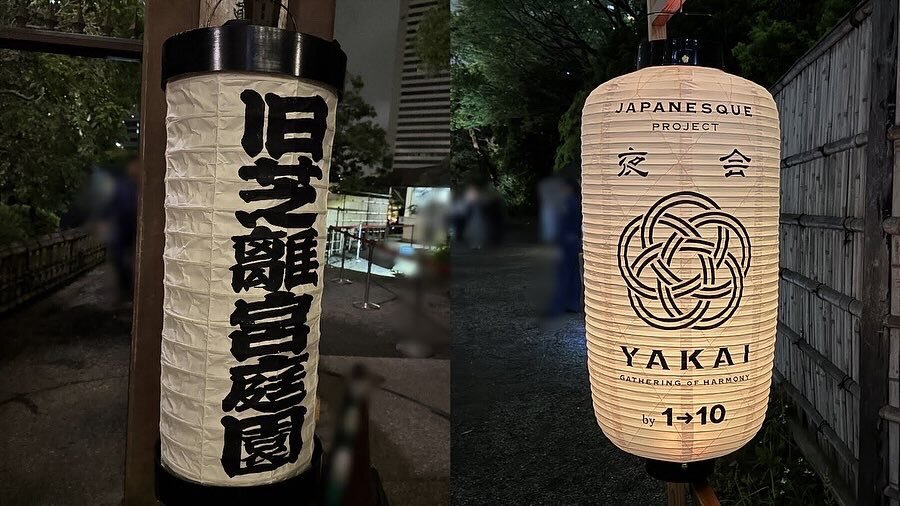 旧芝離宮庭園
JAPANESQUE
PROJECT
夜会
YAKAI
GATHERING OF HARMONY
by 1→10